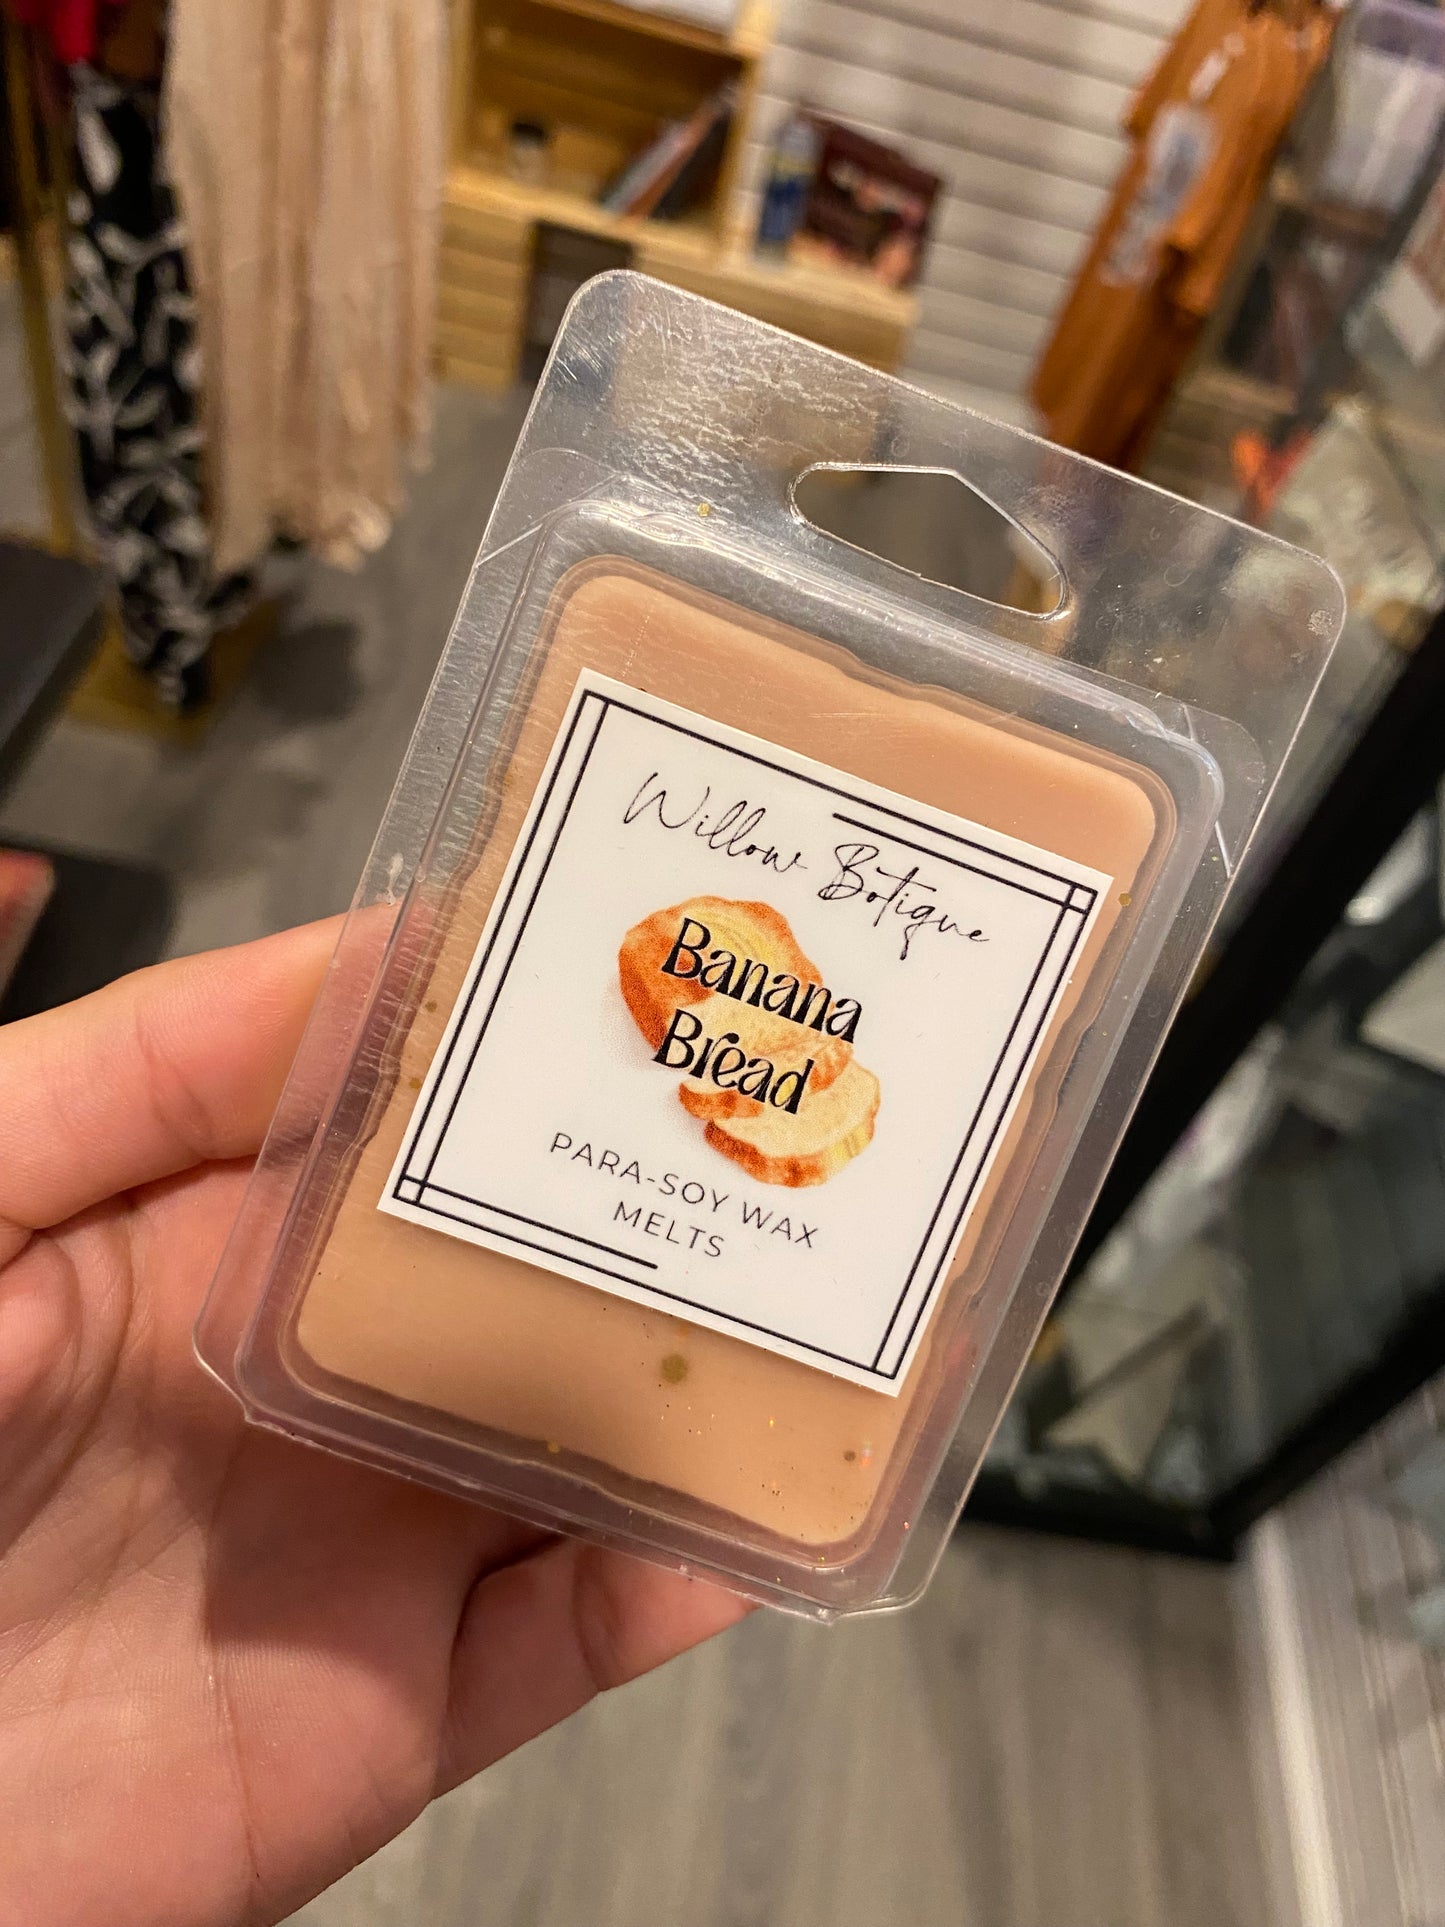 Willow Botique
Banana
Bread
PARA-SOY WAX
MELTS